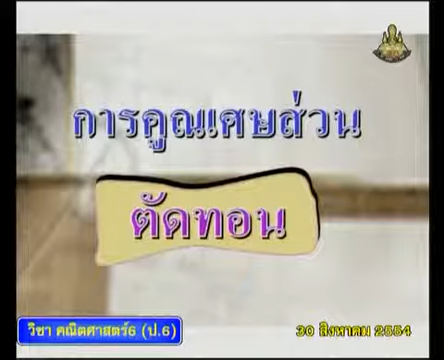 การคูณเศษส่วน
ตัดทอน
วิชา คณิตศาสตร์6 (ป.6)
30 สิงหาคม 2554